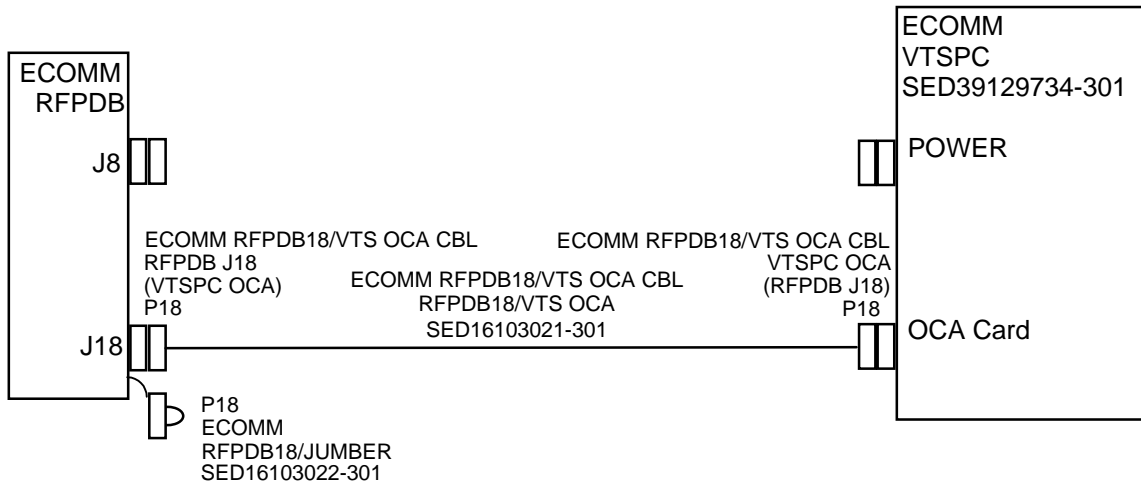 ECOMM
RFPDB
J8
ECOMM RFPDB18/VTS OCA CBL
RFPDB J18
(VTSPC OCA)
P18
J18
P18
ECOMM
RFPDB18/JUMBER
SED16103022-301
ECOMM RFPDB18/VTS OCA CBL
RFPDB18/VTS OCA
SED16103021-301
ECOMM RFPDB18/VTS OCA CBL
VTSPC OCA
(RFPDB J18)
P18
ECOMM
VTSPC
SED39129734-301
POWER
OCA Card